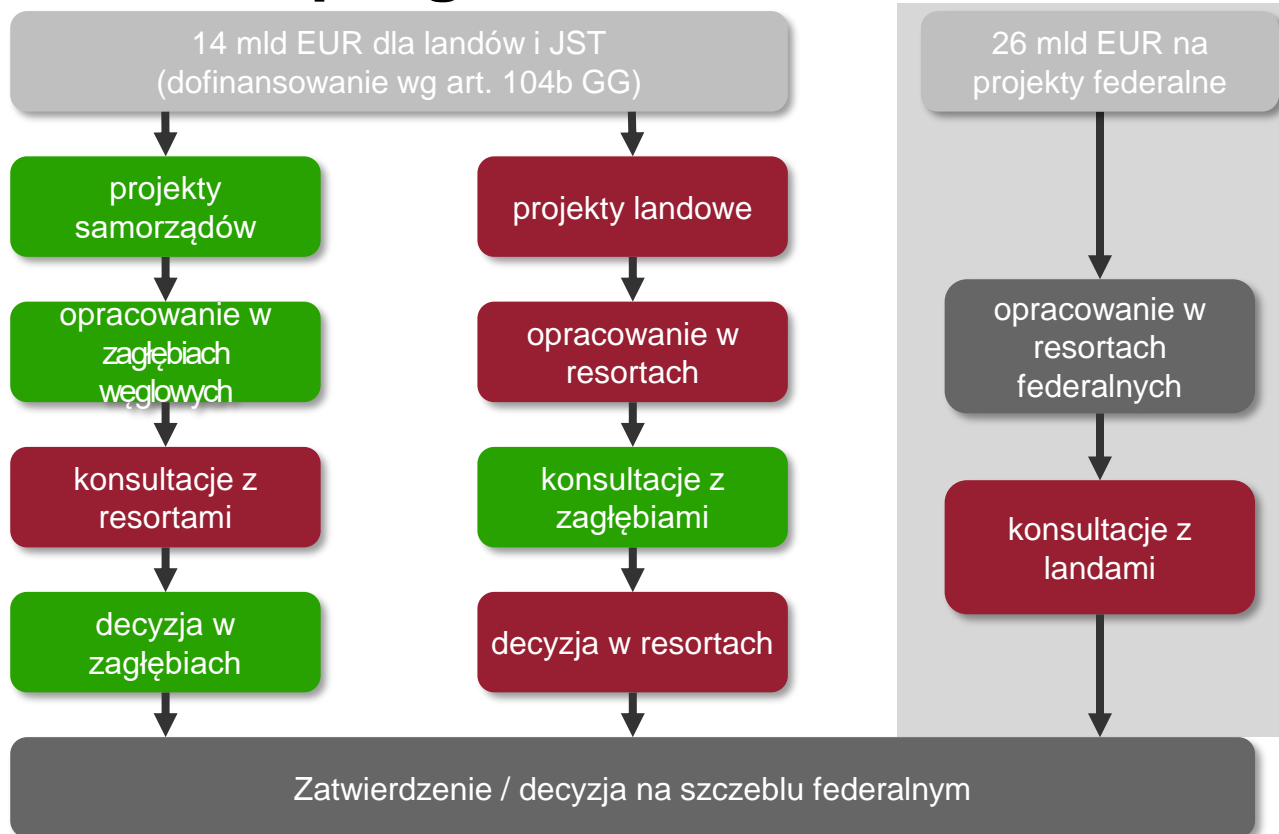 14 mld EUR dla landów i JST
(dofinansowanie wg art. 104b GG)
26 mld EUR na
projekty federalne
projekty
samorządów
projekty landowe
opracowanie w
zagłębiach
węglowych
opracowanie w
resortach
opracowanie w
resortach
federalnych
konsultacje z
resortami
konsultacje z
zagłębiami
konsultacje z
landami
decyzja w
zagłębiach
decyzja w resortach
Zatwierdzenie / decyzja na szczeblu federalnym